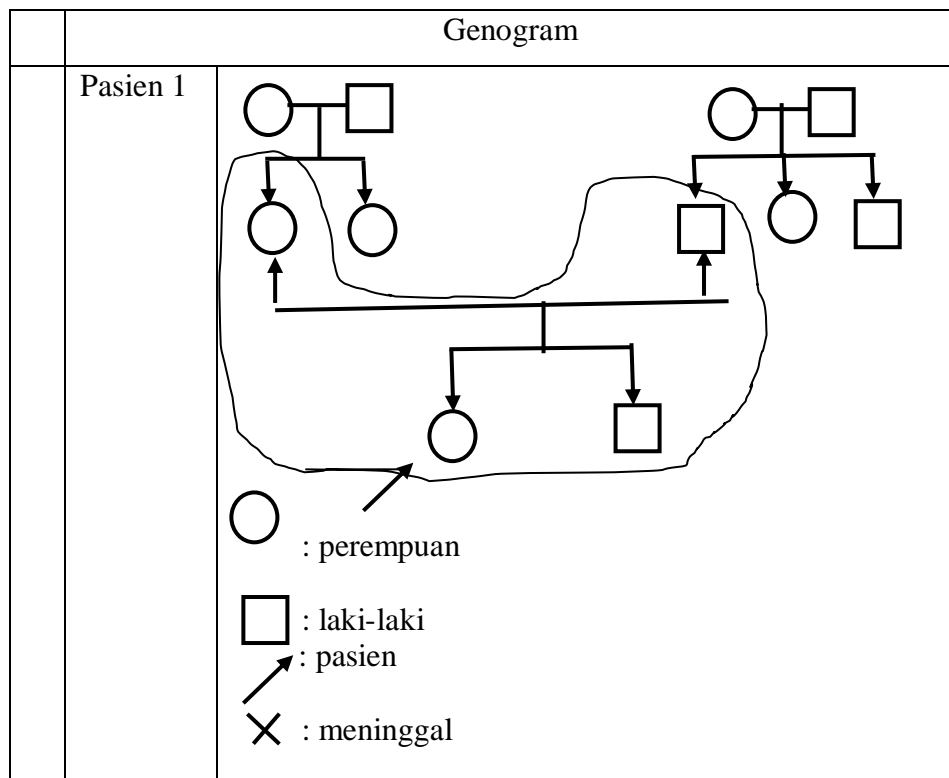 Genogram
Pasien 1
: perempuan
: laki-laki
: pasien
: meninggal